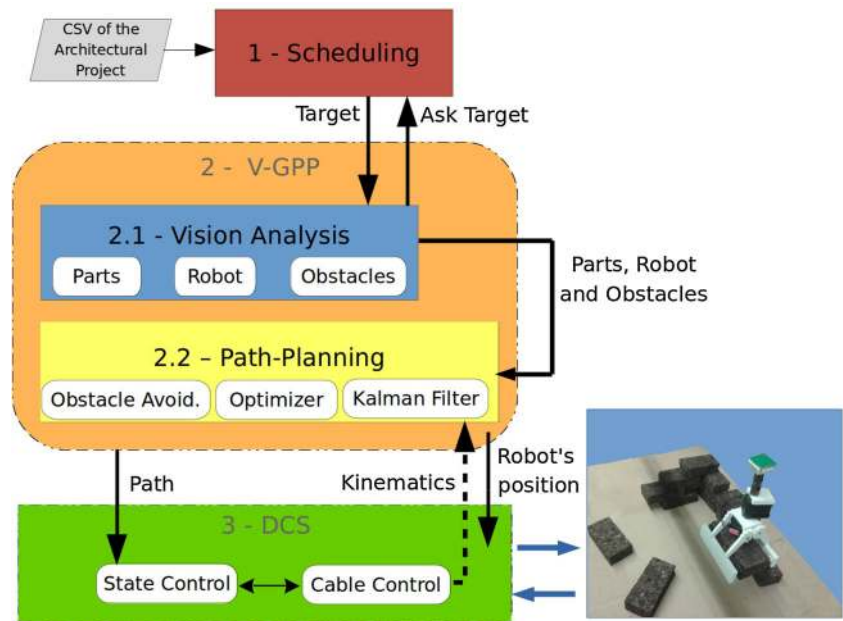 CSV of the
Architectural
Project
1 - Scheduling
Target
Ask Target
2 - V-GPP
2.1 - Vision Analysis
Parts
Robot
Obstacles
Parts, Robot
and Obstacles
2.2 – Path-Planning
Obstacle Avoid.
Optimizer
Kalman Filter
Path
Kinematics
Robot's
position
3 - DCS
State Control
Cable Control